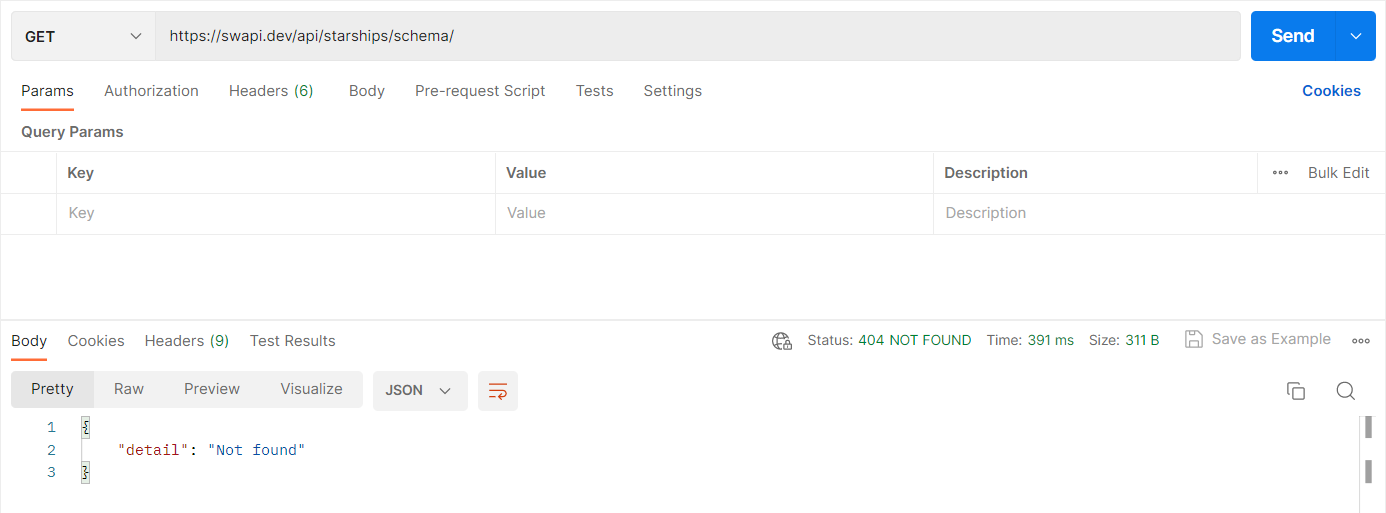 GET https://swapi.dev/api/starships/schema/ Send
Params Authorization Headers (6) Body Pre-request Script Tests Settings Cookies
Query Params
Key Value Description Bulk Edit
Key Value Description
Body Cookies Headers (9) Test Results Status: 404 NOT FOUND Time: 391 ms Size: 311 B Save as Example
Pretty Raw Preview Visualize JSON
1 {
2 "detail": "Not found"
3 }